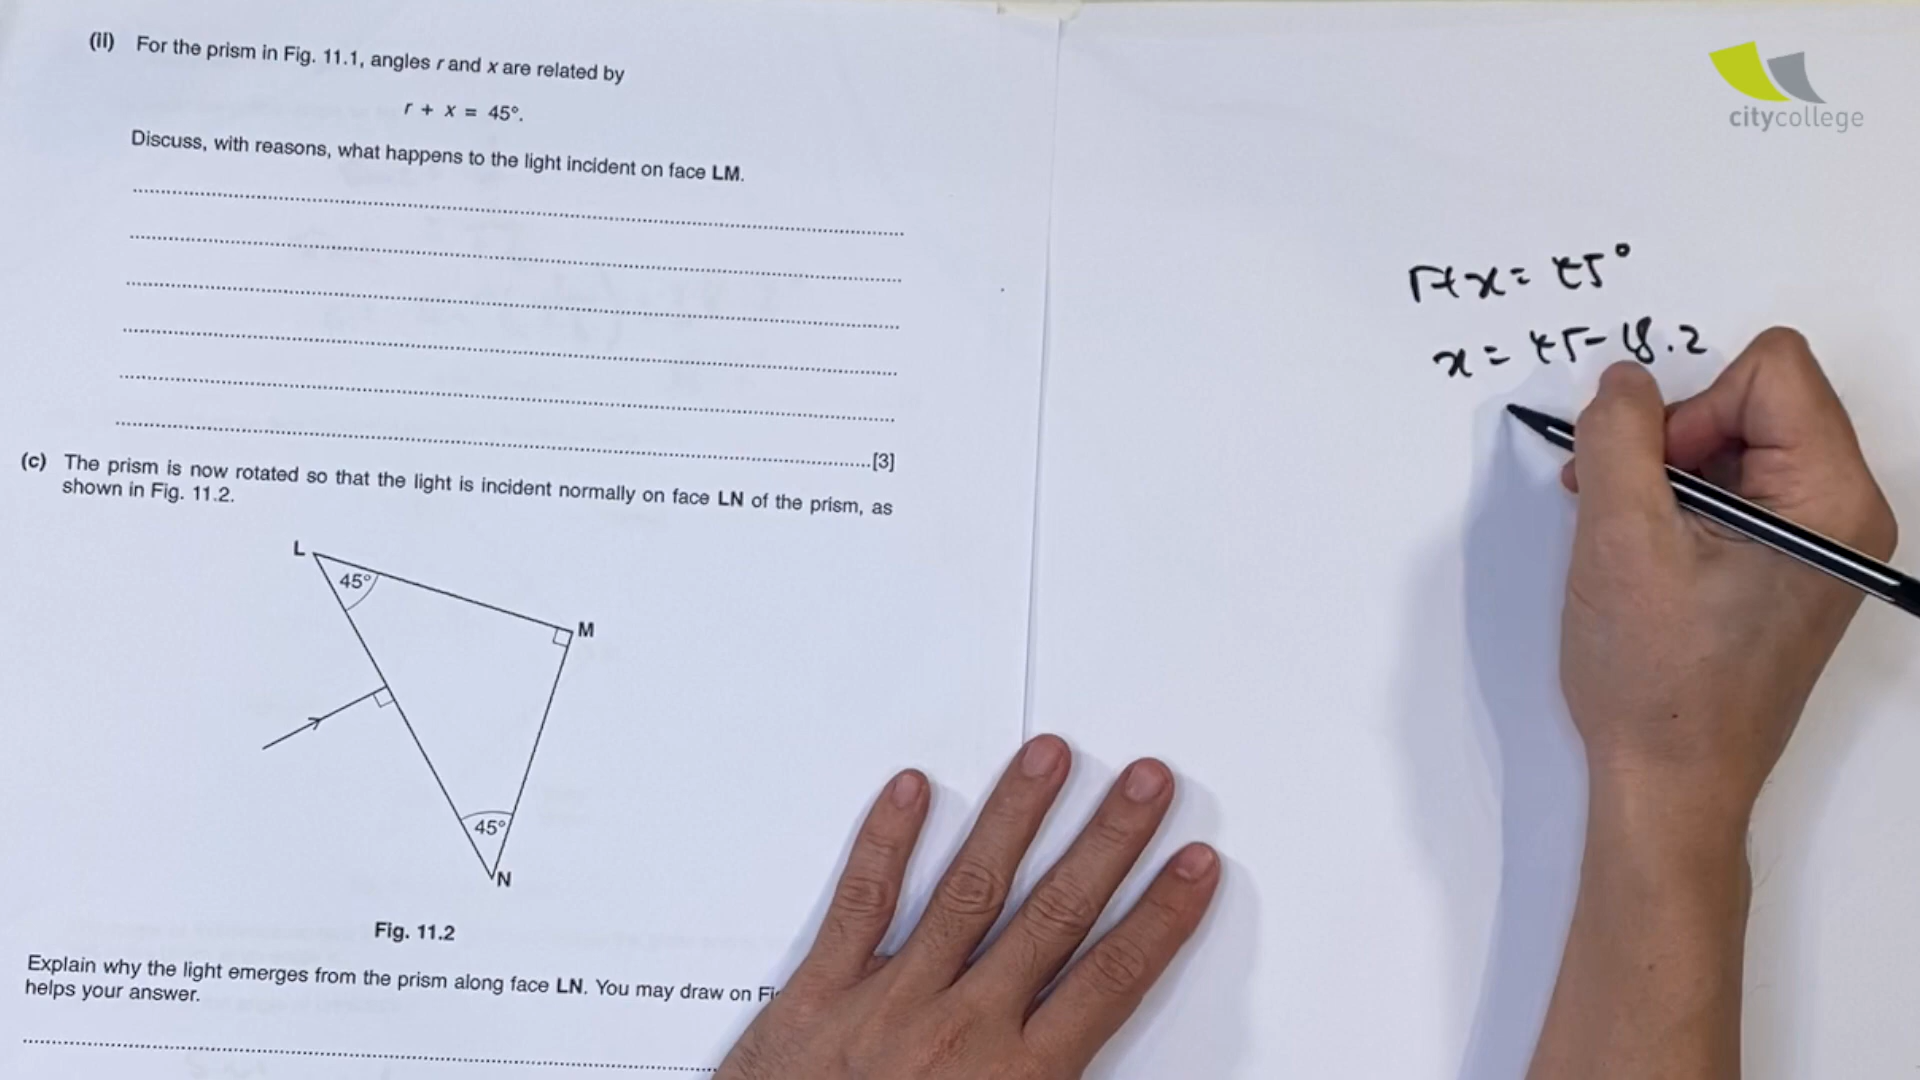 (ii) For the prism in Fig. 11.1, angles r and x are related by
r + x = 45°.
Discuss, with reasons, what happens to the light incident on face LM.
[3]
(c) The prism is now rotated so that the light is incident normally on face LN of the prism, as
shown in Fig. 11.2.
L
45°
M
45°
N
Fig. 11.2
Explain why the light emerges from the prism along face LN. You may draw on
helps your answer.
citycollege
r+x = 45°
x = 45-18.2